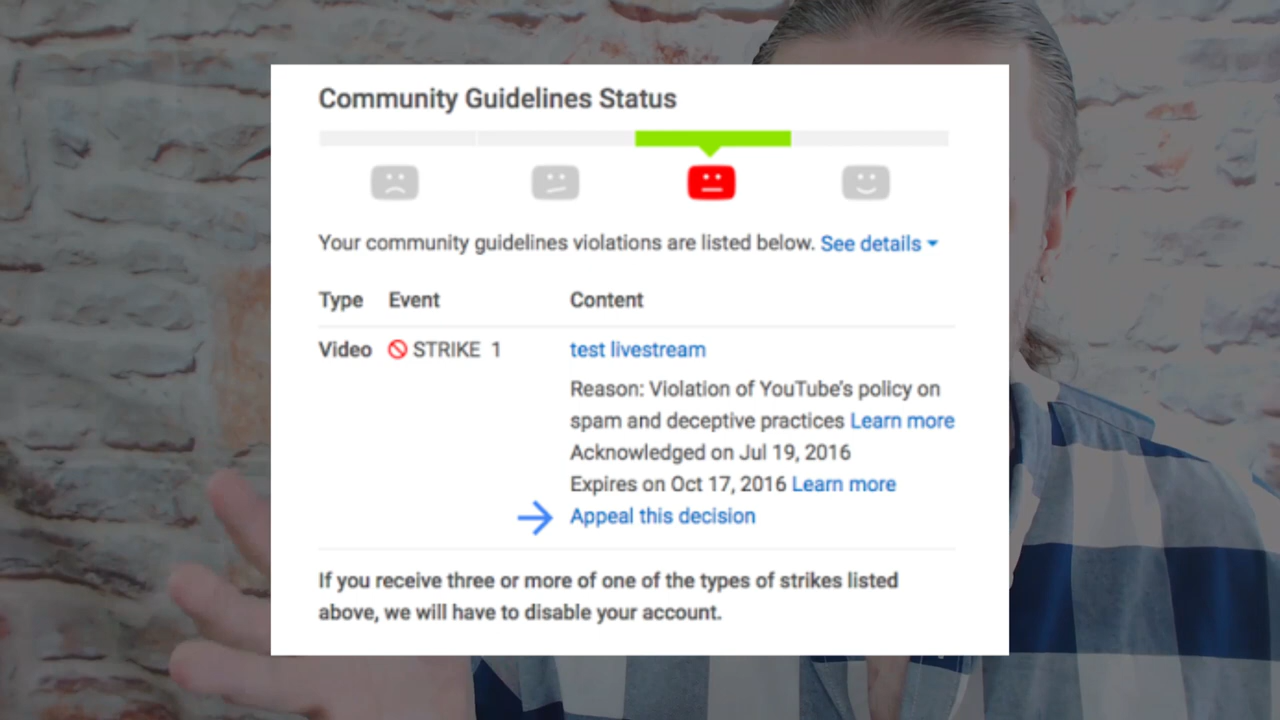 Community Guidelines Status
Your community guidelines violations are listed below. See details
Type Event Content
Video STRIKE 1 test livestream
Reason: Violation of YouTube's policy on
spam and deceptive practices Learn more
Acknowledged on Jul 19, 2016
Expires on Oct 17, 2016 Learn more
Appeal this decision
If you receive three or more of one of the types of strikes listed
above, we will have to disable your account.